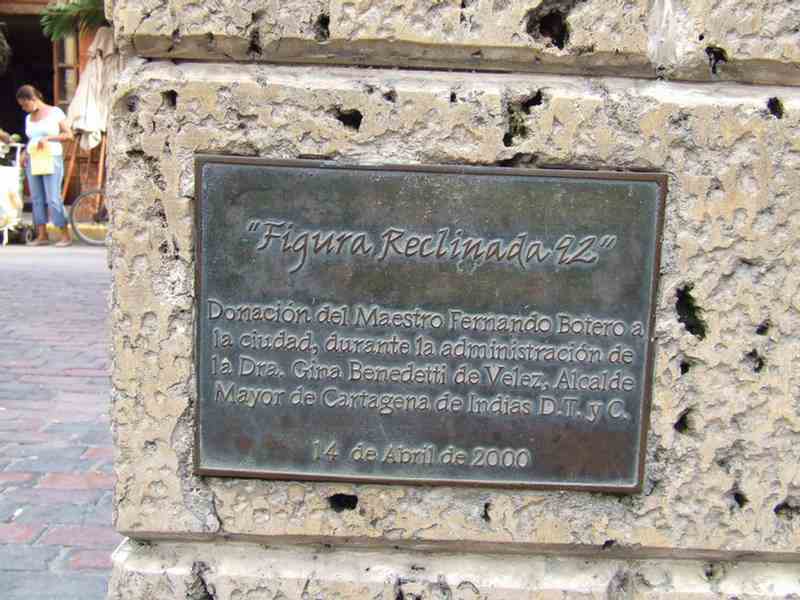 "Figura Reclinada 92"
Donación del Maestro Fernando Botero a
la ciudad, durante la administración de
la Dra. Gina Benedetti de Velez, Alcalde
Mayor de Cartagena de Indias D.T. y C.
14 de Abril de 2000